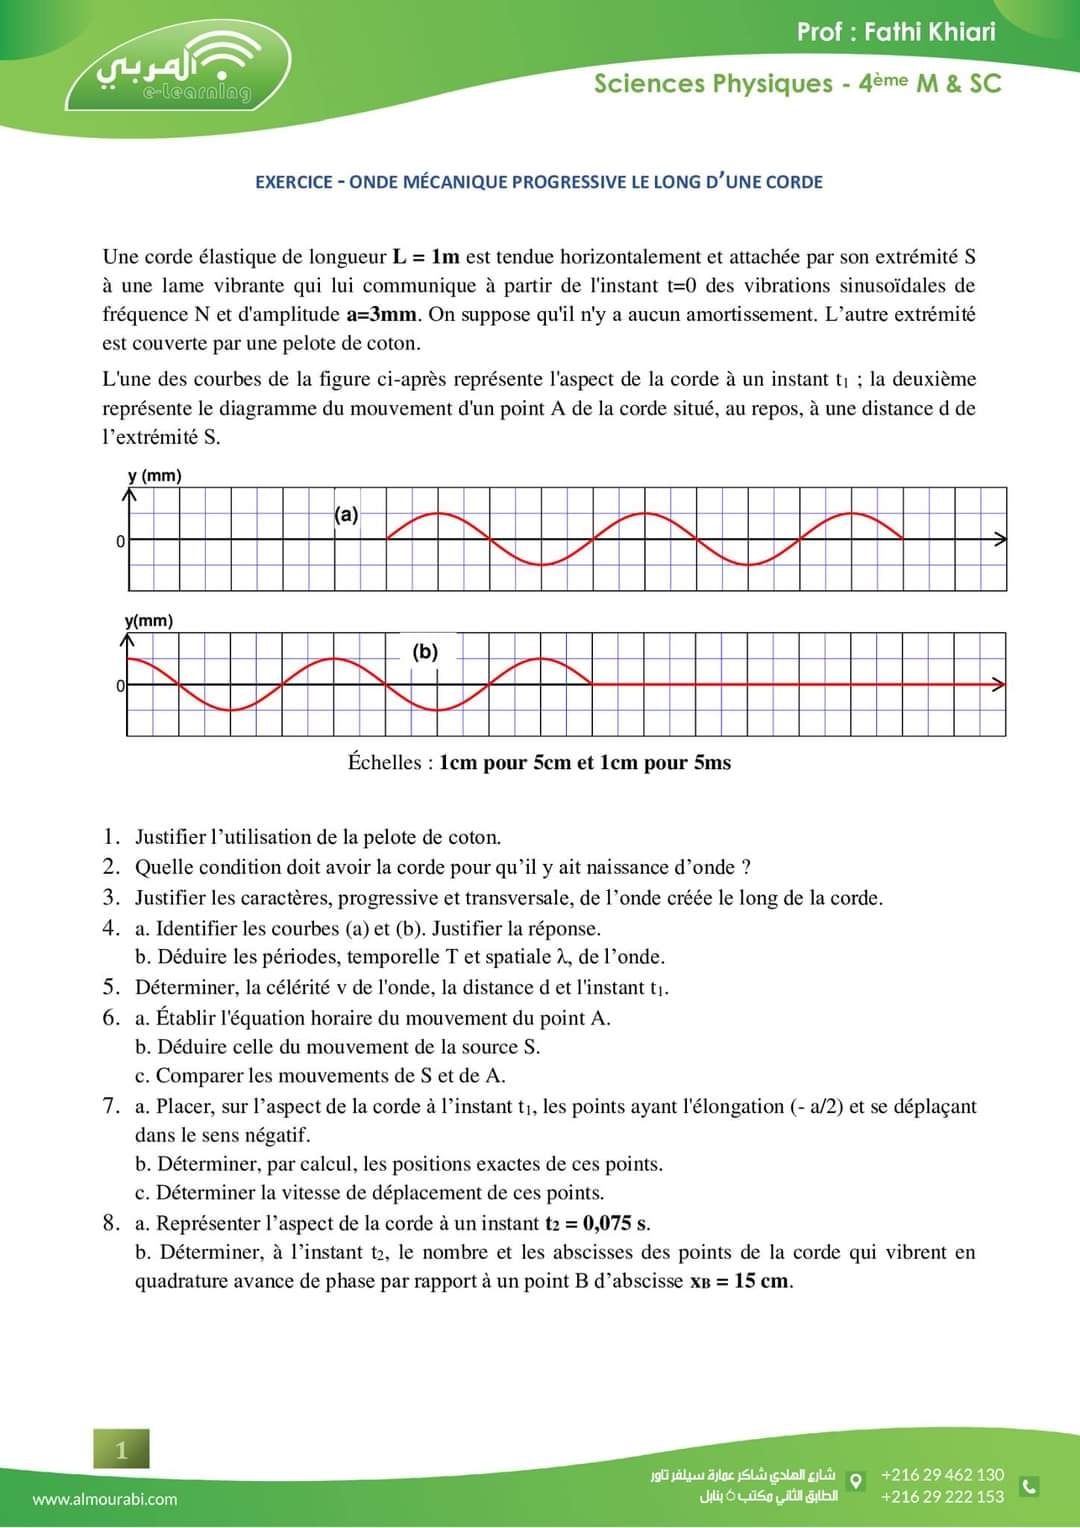 Prof : Fathi Khiari
المربي
e-learning
Sciences Physiques - 4ème M & SC
EXERCICE - ONDE MÉCANIQUE PROGRESSIVE LE LONG D'UNE CORDE
Une corde élastique de longueur L = 1m est tendue horizontalement et attachée par son extrémité S
à une lame vibrante qui lui communique à partir de l'instant t=0 des vibrations sinusoïdales de
fréquence N et d'amplitude a=3mm. On suppose qu'il n'y a aucun amortissement. L’autre extrémité
est couverte par une pelote de coton.
L'une des courbes de la figure ci-après représente l'aspect de la corde à un instant t₁ ; la deuxième
représente le diagramme du mouvement d'un point A de la corde situé, au repos, à une distance d de
l’extrémité S.
y (mm)
(a)
0
y(mm)
(b)
0
Échelles : 1cm pour 5cm et 1cm pour 5ms
1. Justifier l’utilisation de la pelote de coton.
2. Quelle condition doit avoir la corde pour qu’il y ait naissance d’onde ?
3. Justifier les caractères, progressive et transversale, de l’onde créée le long de la corde.
4. a. Identifier les courbes (a) et (b). Justifier la réponse.
b. Déduire les périodes, temporelle T et spatiale λ, de l’onde.
5. Déterminer, la célérité v de l'onde, la distance d et l'instant t₁.
6. a. Établir l'équation horaire du mouvement du point A.
b. Déduire celle du mouvement de la source S.
c. Comparer les mouvements de S et de A.
7. a. Placer, sur l’aspect de la corde à l’instant t₁, les points ayant l'élongation (- a/2) et se déplaçant
dans le sens négatif.
b. Déterminer, par calcul, les positions exactes de ces points.
c. Déterminer la vitesse de déplacement de ces points.
8. a. Représenter l’aspect de la corde à un instant t₂ = 0,075 s.
b. Déterminer, à l’instant t₂, le nombre et les abscisses des points de la corde qui vibrent en
quadrature avance de phase par rapport à un point B d’abscisse xB = 15 cm.
1
www.almourabi.com
شارع الهادي شاكر عمارة سيلفر تاور
الطابق الثاني مكتب 6 بنابل
+216 29 462 130
+216 29 222 153